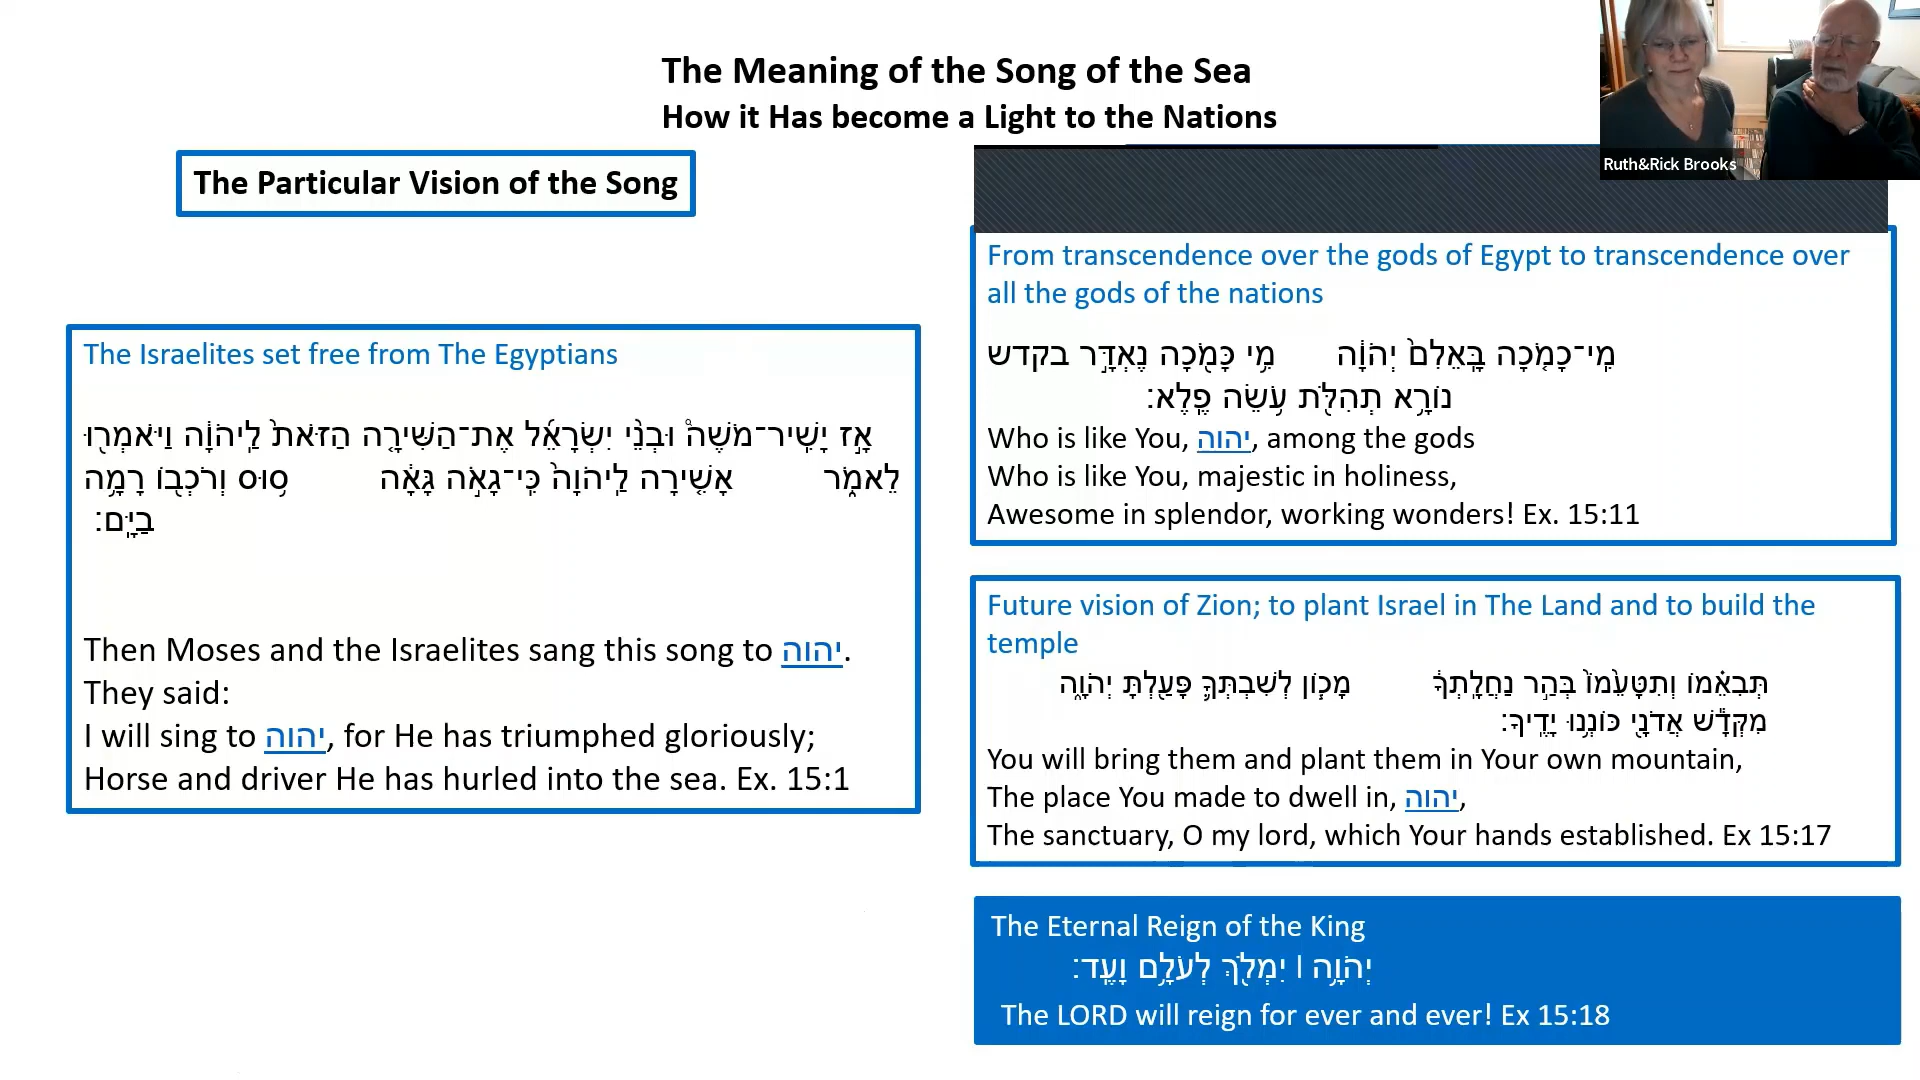 The Meaning of the Song of the Sea
How it Has become a Light to the Nations
Ruth&Rick Brooks
The Particular Vision of the Song
The Israelites set free from The Egyptians
אָ֣ז יָשִֽׁיר־מֹשֶׁה֩ וּבְנֵ֨י יִשְׂרָאֵ֜ל אֶת־הַשִּׁירָ֤ה הַזֹּאת֙ לַֽיהֹוָ֔ה וַיֹּאמְר֖וּ
לֵאמֹ֑ר אָשִׁ֤ירָה לַֽיהֹוָה֙ כִּֽי־גָאֹ֣ה גָּאָ֔ה ס֥וּס וְרֹכְב֖וֹ רָמָ֥ה
בַיָּֽם׃
Then Moses and the Israelites sang this song to יהוה.
They said:
I will sing to יהוה, for He has triumphed gloriously;
Horse and driver He has hurled into the sea. Ex. 15:1
From transcendence over the gods of Egypt to transcendence over
all the gods of the nations
מִֽי־כָמֹ֤כָה בָּֽאֵלִם֙ יְהֹוָ֔ה מִ֥י כָּמֹ֖כָה נֶאְדָּ֣ר בקדש
נוֹרָ֥א תְהִלֹּ֖ת עֹ֥שֵׂה פֶֽלֶא׃
Who is like You, יהוה, among the gods
Who is like You, majestic in holiness,
Awesome in splendor, working wonders! Ex. 15:11
Future vision of Zion; to plant Israel in The Land and to build the
temple
תְּבִאֵ֗מוֹ וְתִטָּעֵ֙מוֹ֙ בְּהַ֣ר נַחֲלָֽתְךָ֔ מָכ֧וֹן לְשִׁבְתְּךָ֛ פָּעַ֖לְתָּ יְהֹוָ֑ה
מִקְּדָ֕שׁ אֲדֹנָ֖י כּוֹנְנ֥וּ יָדֶֽיךָ׃
You will bring them and plant them in Your own mountain,
The place You made to dwell in, יהוה,
The sanctuary, O my lord, which Your hands established. Ex 15:17
The Eternal Reign of the King
יְהֹוָ֥ה ׀ יִמְלֹ֖ךְ לְעֹלָ֥ם וָעֶֽד׃
The LORD will reign for ever and ever! Ex 15:18